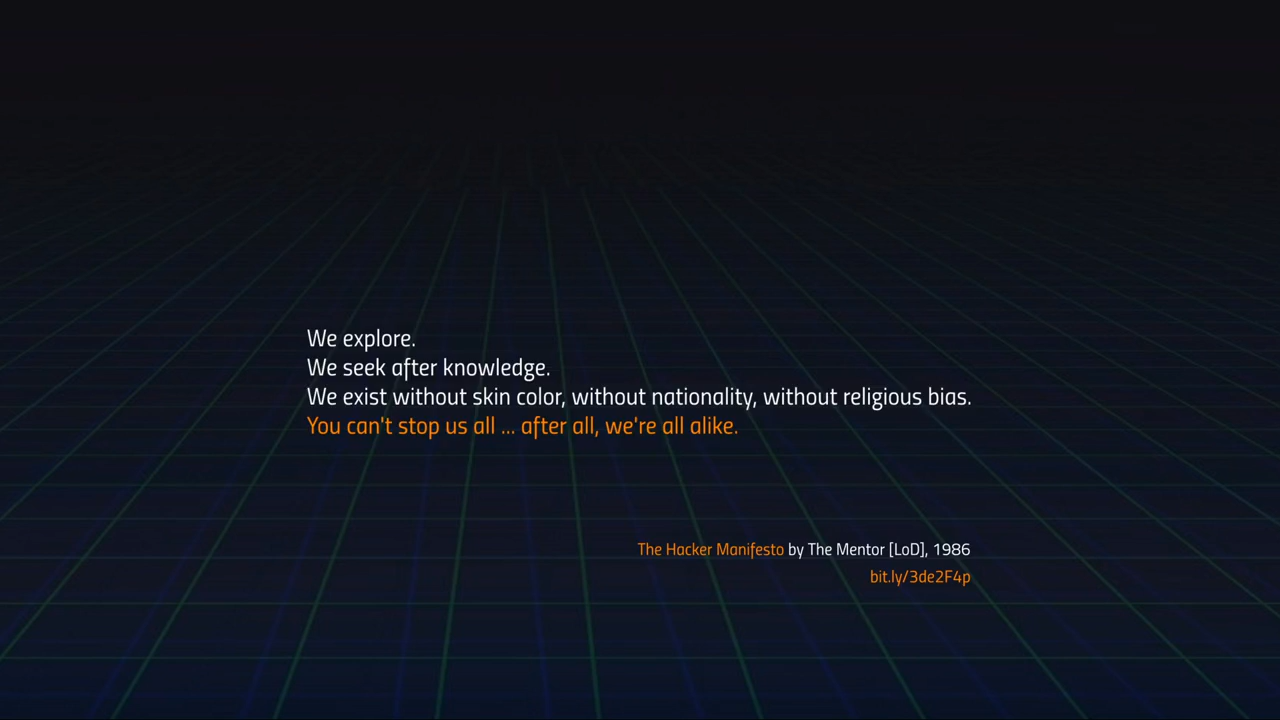 We explore.
We seek after knowledge.
We exist without skin color, without nationality, without religious bias.
You can't stop us all ... after all, we're all alike.
The Hacker Manifesto by The Mentor [LoD], 1986
bit.ly/3de2F4p